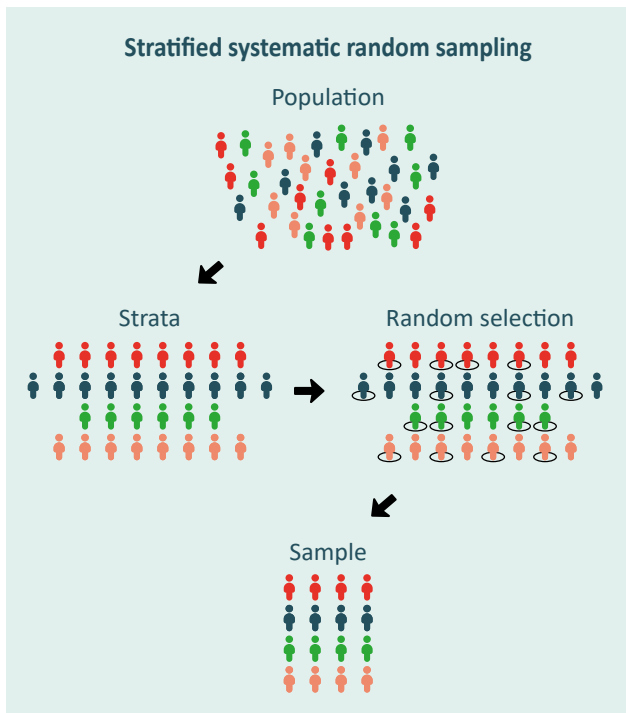 Stratified systematic random sampling
Population
Strata
Random selection
Sample